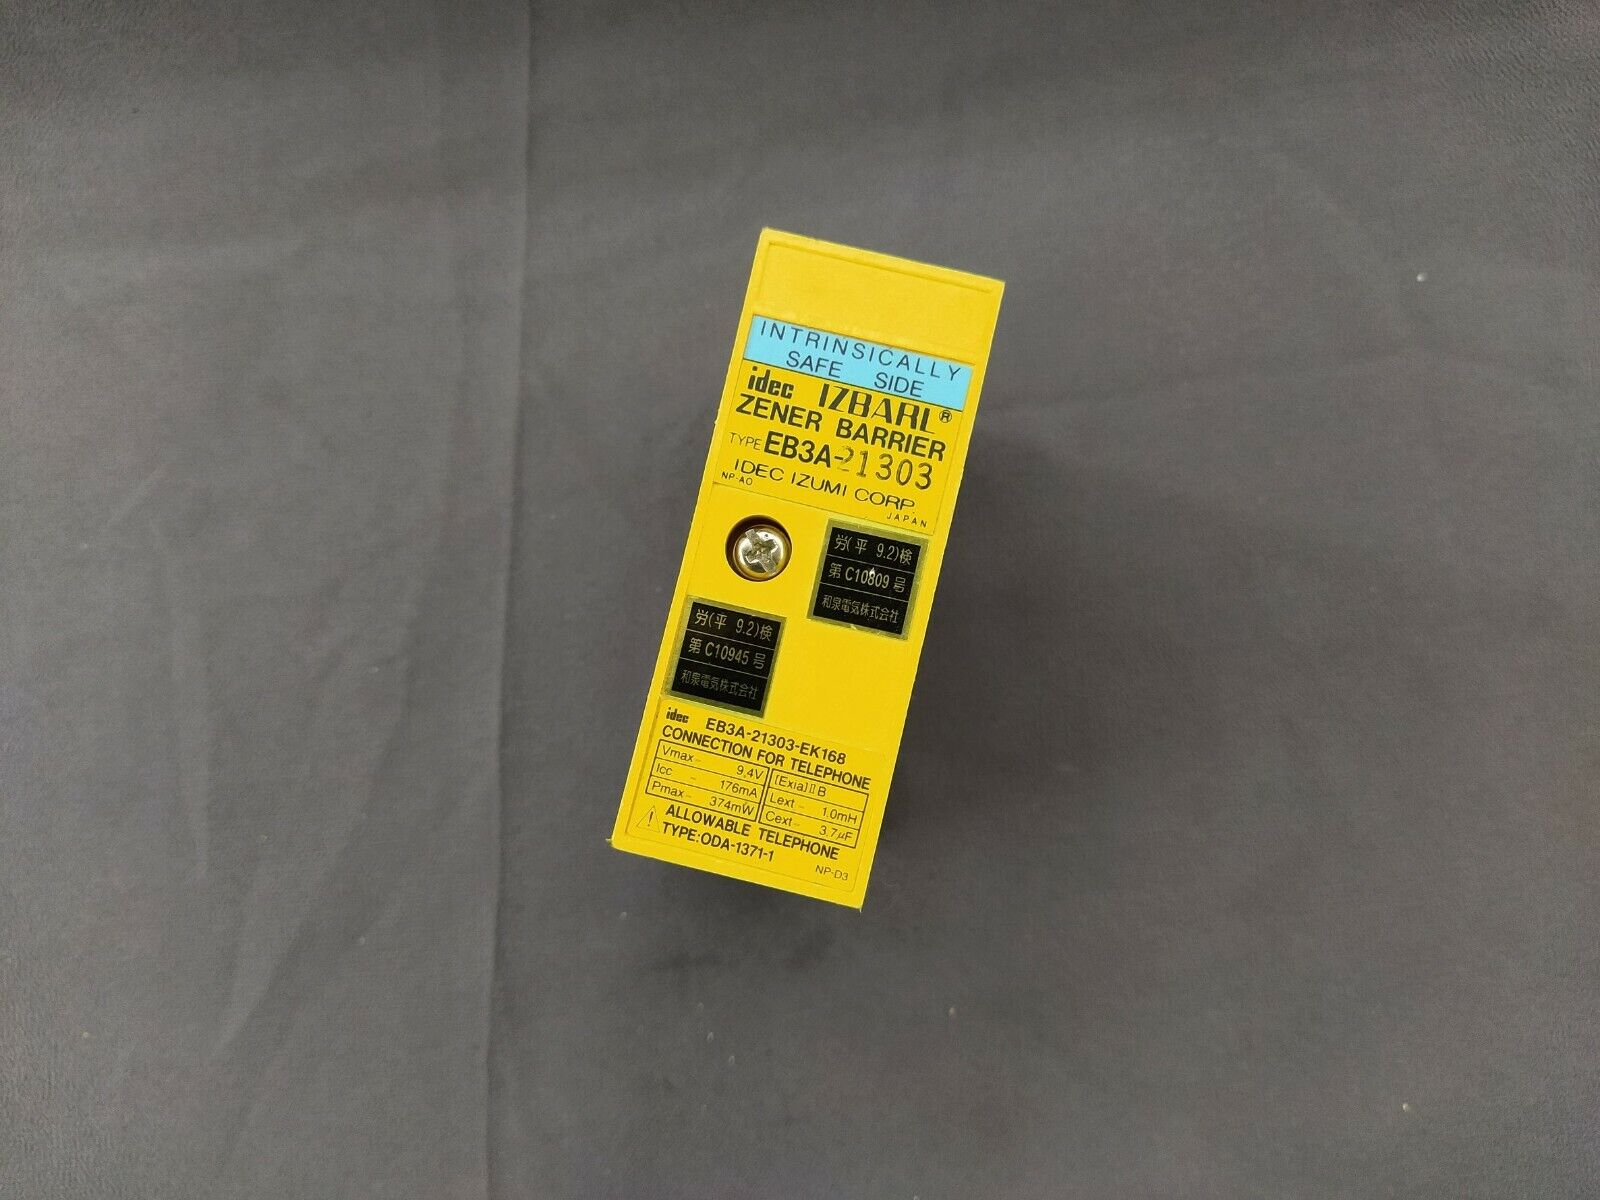 INTRINSICALLY
SAFE SIDE
idec IZBARL®
ZENER BARRIER
TYPE EB3A-21303
IDEC IZUMI CORP.
NP-A0 JAPAN
労(平 9.2)検
第 C10809 号
和泉電気株式会社
労(平 9.2)検
第 C10945 号
和泉電気株式会社
idec EB3A-21303-EK168
CONNECTION FOR TELEPHONE
Vmax- 9.4V [Exia]ⅡB
Icc - 176mA Lext - 1.0mH
Pmax- 374mW Cext- 3.7μF
ALLOWABLE TELEPHONE
TYPE:ODA-1371-1
NP-D3